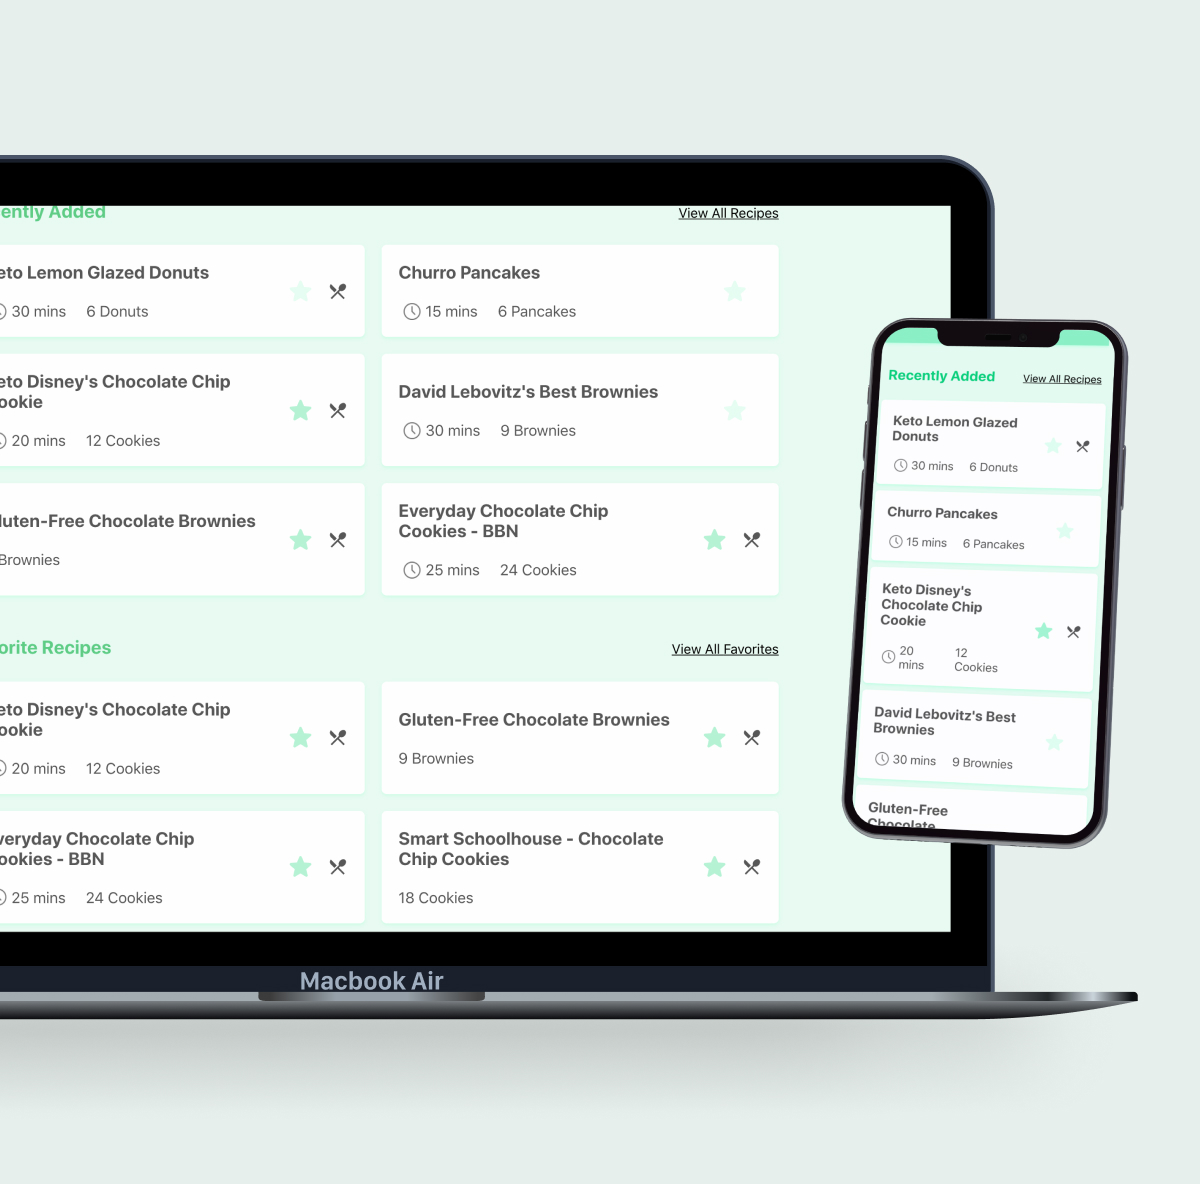 ently Added
View All Recipes
eto Lemon Glazed Donuts
30 mins 6 Donuts
Churro Pancakes
15 mins 6 Pancakes
eto Disney's Chocolate Chip
ookie
20 mins 12 Cookies
David Lebovitz's Best Brownies
30 mins 9 Brownies
luten-Free Chocolate Brownies
Brownies
Everyday Chocolate Chip
Cookies - BBN
25 mins 24 Cookies
orite Recipes
View All Favorites
eto Disney's Chocolate Chip
ookie
20 mins 12 Cookies
Gluten-Free Chocolate Brownies
9 Brownies
veryday Chocolate Chip
ookies - BBN
25 mins 24 Cookies
Smart Schoolhouse - Chocolate
Chip Cookies
18 Cookies
Macbook Air
Recently Added
View All Recipes
Keto Lemon Glazed
Donuts
30 mins 6 Donuts
Churro Pancakes
15 mins 6 Pancakes
Keto Disney's
Chocolate Chip
Cookie
20 12
mins Cookies
David Lebovitz's Best
Brownies
30 mins 9 Brownies
Gluten-Free
Chocolate